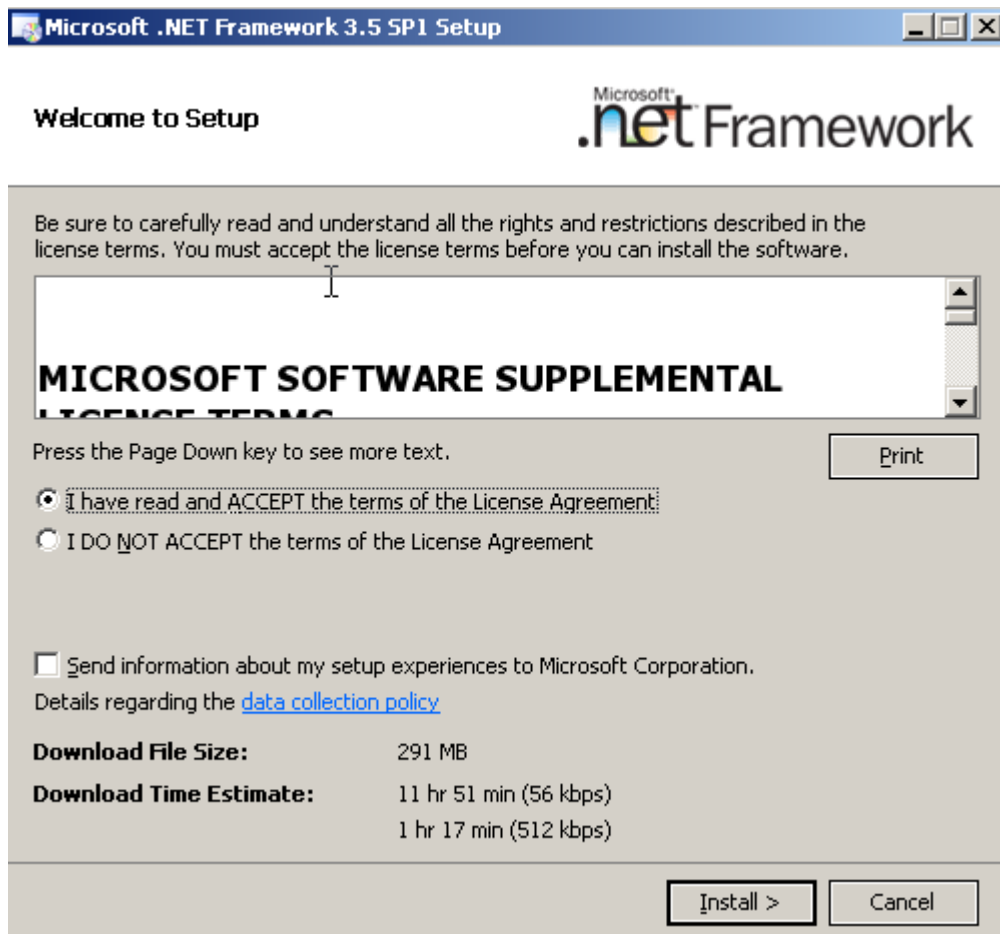 Microsoft .NET Framework 3.5 SP1 Setup
Welcome to Setup
Microsoft
.net Framework
Be sure to carefully read and understand all the rights and restrictions described in the
license terms. You must accept the license terms before you can install the software.
MICROSOFT SOFTWARE SUPPLEMENTAL
LICENSE TERMS
Press the Page Down key to see more text.
Print
I have read and ACCEPT the terms of the License Agreement
I DO NOT ACCEPT the terms of the License Agreement
Send information about my setup experiences to Microsoft Corporation.
Details regarding the data collection policy
Download File Size: 291 MB
Download Time Estimate: 11 hr 51 min (56 kbps)
1 hr 17 min (512 kbps)
Install >
Cancel